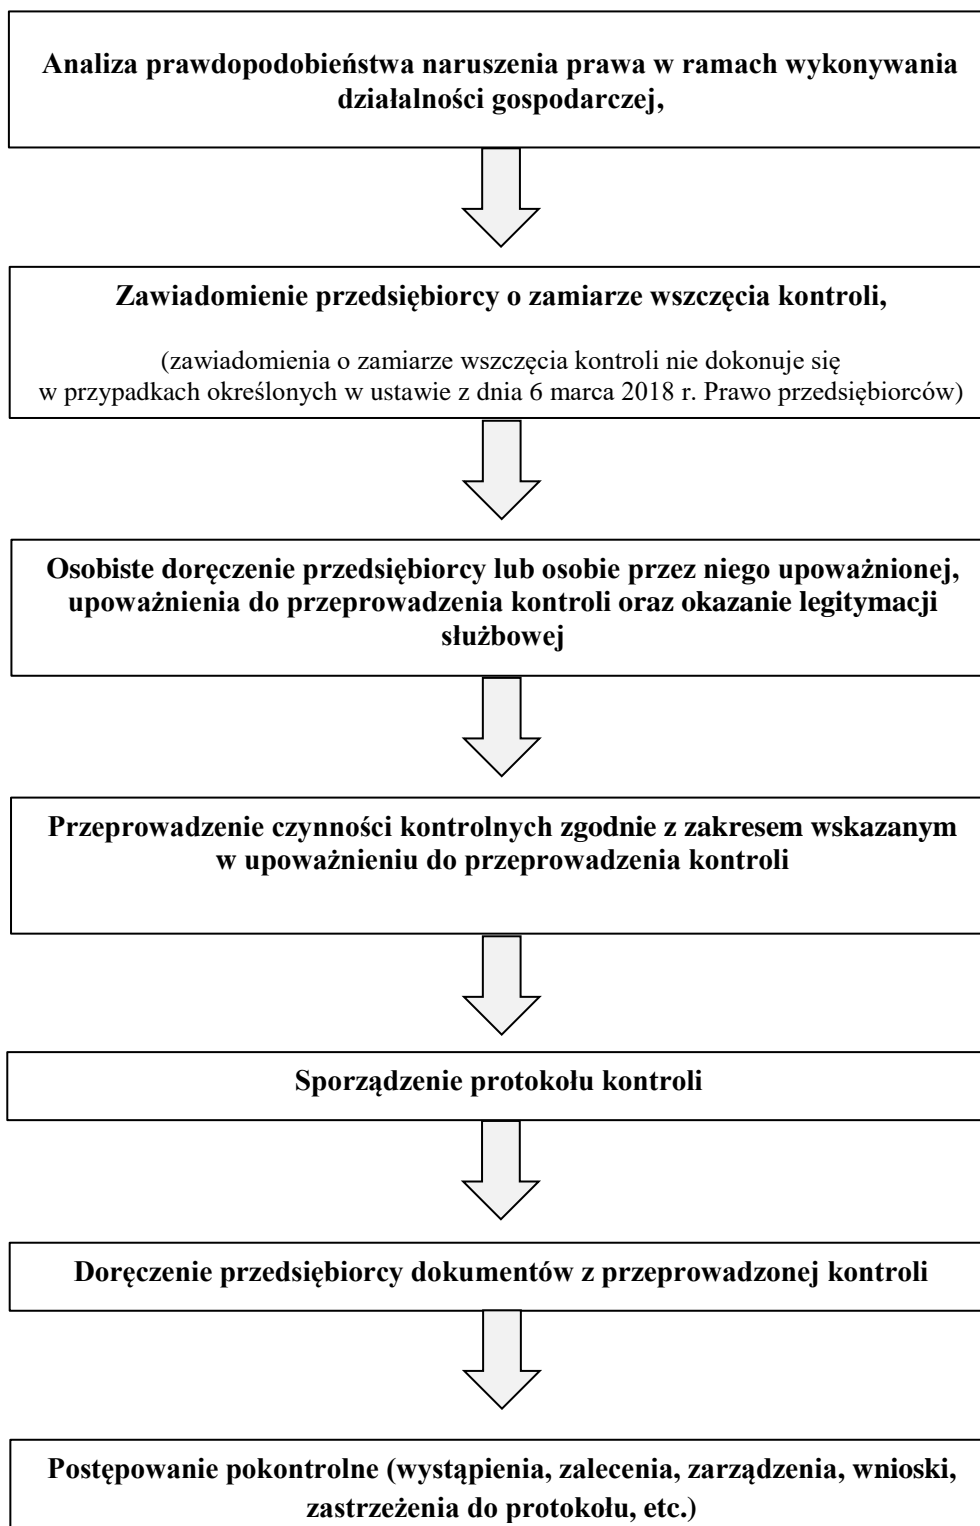 Analiza prawdopodobieństwa naruszenia prawa w ramach wykonywania
działalności gospodarczej,
Zawiadomienie przedsiębiorcy o zamiarze wszczęcia kontroli,
(zawiadomienia o zamiarze wszczęcia kontroli nie dokonuje się
w przypadkach określonych w ustawie z dnia 6 marca 2018 r. Prawo przedsiębiorców)
Osobiste doręczenie przedsiębiorcy lub osobie przez niego upoważnionej,
upoważnienia do przeprowadzenia kontroli oraz okazanie legitymacji
służbowej
Przeprowadzenie czynności kontrolnych zgodnie z zakresem wskazanym
w upoważnieniu do przeprowadzenia kontroli
Sporządzenie protokołu kontroli
Doręczenie przedsiębiorcy dokumentów z przeprowadzonej kontroli
Postępowanie pokontrolne (wystąpienia, zalecenia, zarządzenia, wnioski,
zastrzeżenia do protokołu, etc.)